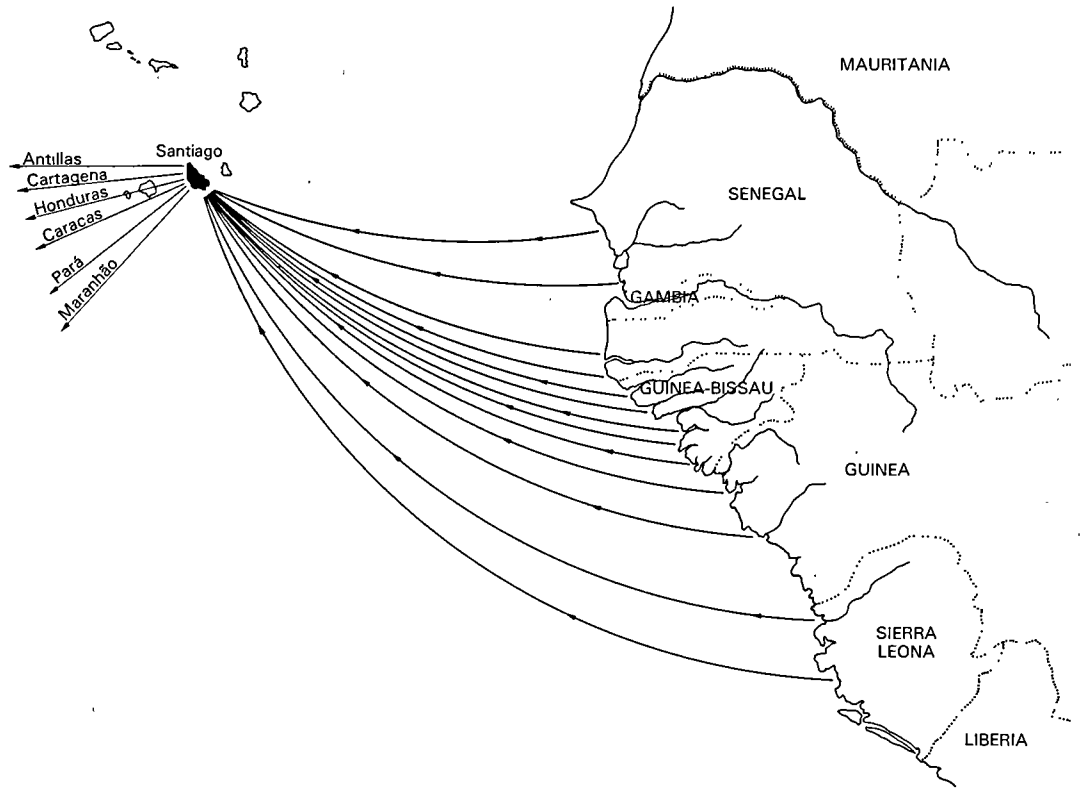 MAURITANIA
Santiago
Antillas
Cartagena
Honduras
Caracas
Pará
Maranhão
SENEGAL
GAMBIA
GUINEA-BISSAU
GUINEA
SIERRA
LEONA
LIBERIA